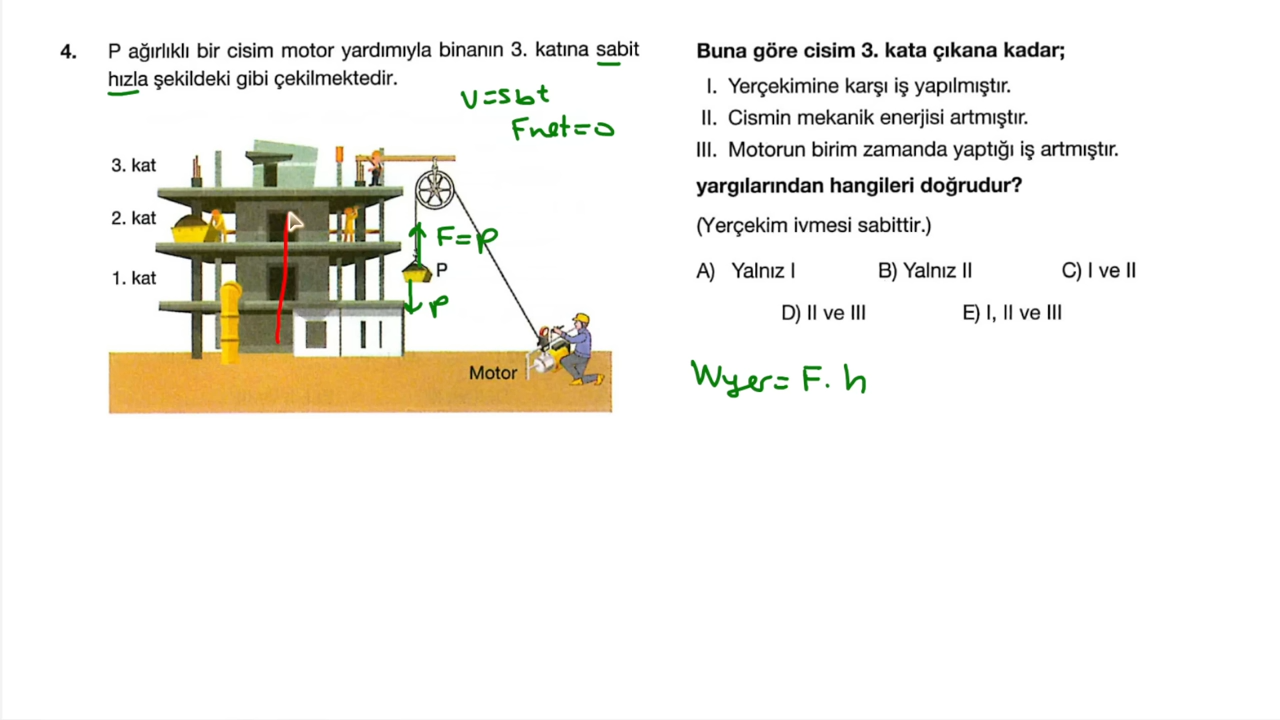 4. P ağırlıklı bir cisim motor yardımıyla binanın 3. katına sabit
hızla şekildeki gibi çekilmektedir.
V=Sbt
Fnet=0
3. kat
2. kat
1. kat
F=P
P
P
Motor
Buna göre cisim 3. kata çıkana kadar;
I. Yerçekimine karşı iş yapılmıştır.
II. Cismin mekanik enerjisi artmıştır.
III. Motorun birim zamanda yaptığı iş artmıştır.
yargılarından hangileri doğrudur?
(Yerçekim ivmesi sabittir.)
A) Yalnız I B) Yalnız II C) I ve II
D) II ve III E) I, II ve III
Wyer= F. h